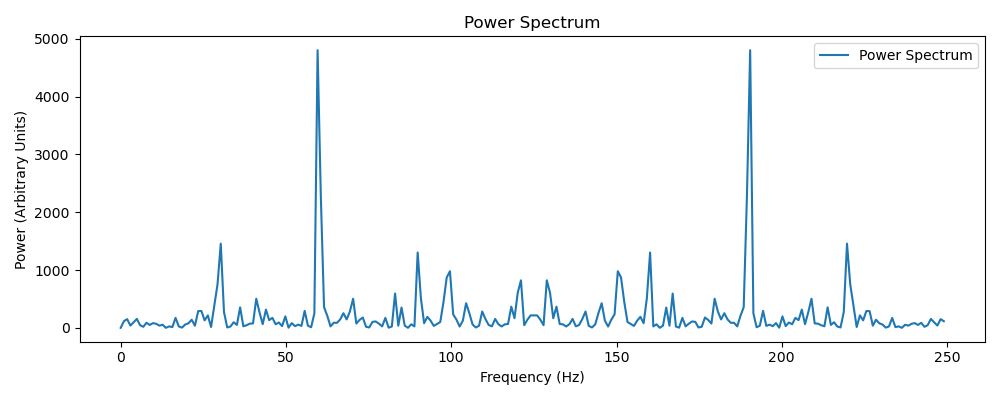 Power Spectrum
Power Spectrum
5000
4000
3000
2000
1000
0
Power (Arbitrary Units)
0 50 100 150 200 250
Frequency (Hz)